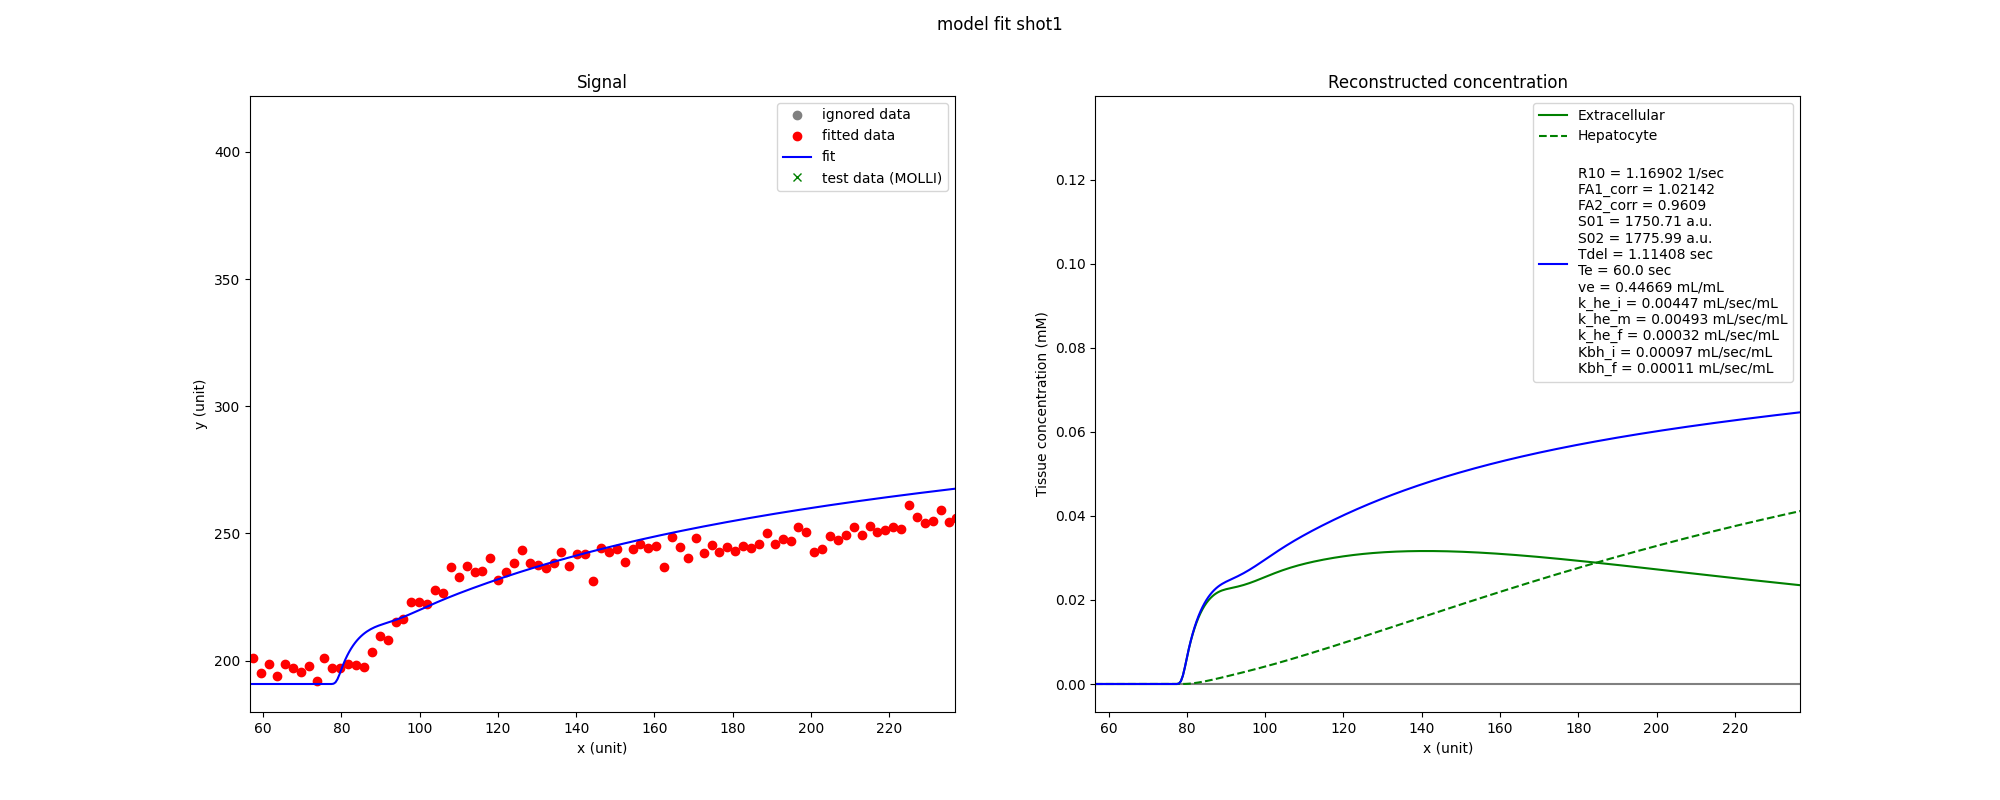 model fit shot1
Signal
400
350
300
250
200
y (unit)
60 80 100 120 140 160 180 200 220
x (unit)
ignored data
fitted data
fit
test data (MOLLI)
Reconstructed concentration
0.12
0.10
0.08
0.06
0.04
0.02
0.00
Tissue concentration (mM)
60 80 100 120 140 160 180 200 220
x (unit)
Extracellular
Hepatocyte
R10 = 1.16902 1/sec
FA1_corr = 1.02142
FA2_corr = 0.9609
S01 = 1750.71 a.u.
S02 = 1775.99 a.u.
Tdel = 1.11408 sec
Te = 60.0 sec
ve = 0.44669 mL/mL
k_he_i = 0.00447 mL/sec/mL
k_he_m = 0.00493 mL/sec/mL
k_he_f = 0.00032 mL/sec/mL
Kbh_i = 0.00097 mL/sec/mL
Kbh_f = 0.00011 mL/sec/mL